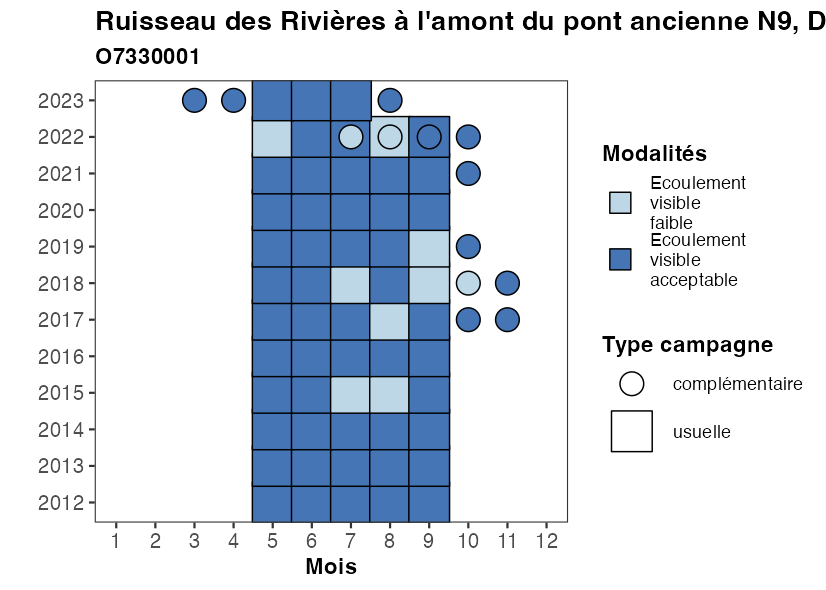 Ruisseau des Rivières à l'amont du pont ancienne N9, D
O7330001
2023
2022
2021
2020
2019
2018
2017
2016
2015
2014
2013
2012
1 2 3 4 5 6 7 8 9 10 11 12
Mois
Modalités
Ecoulement
visible
faible
Ecoulement
visible
acceptable
Type campagne
complémentaire
usuelle